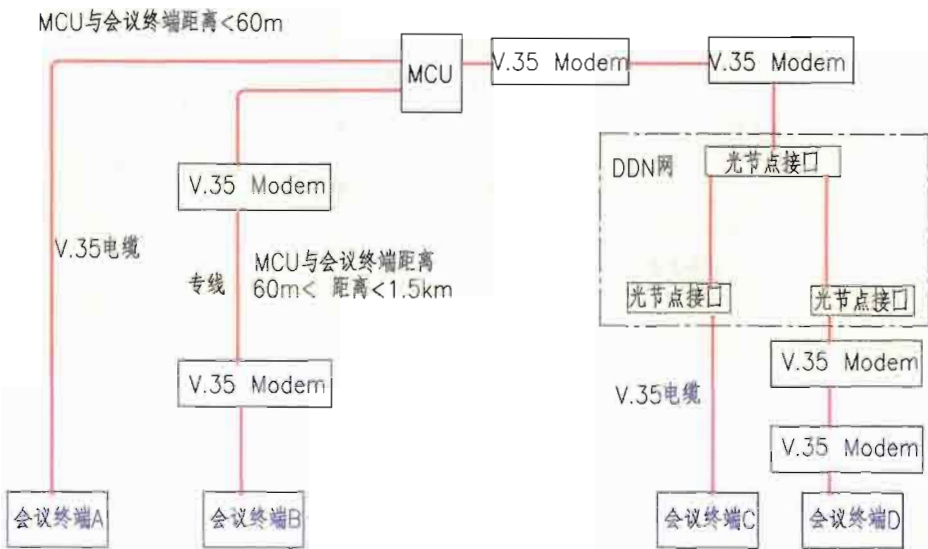 MCU与会议终端距离<60m
MCU
V.35 Modem
V.35 Modem
DDN网
光节点接口
V.35 Modem
V.35电缆
专线
MCU与会议终端距离
60m< 距离<1.5km
光节点接口
光节点接口
V.35 Modem
V.35 Modem
V.35电缆
V.35 Modem
会议终端A
会议终端B
会议终端C
会议终端D